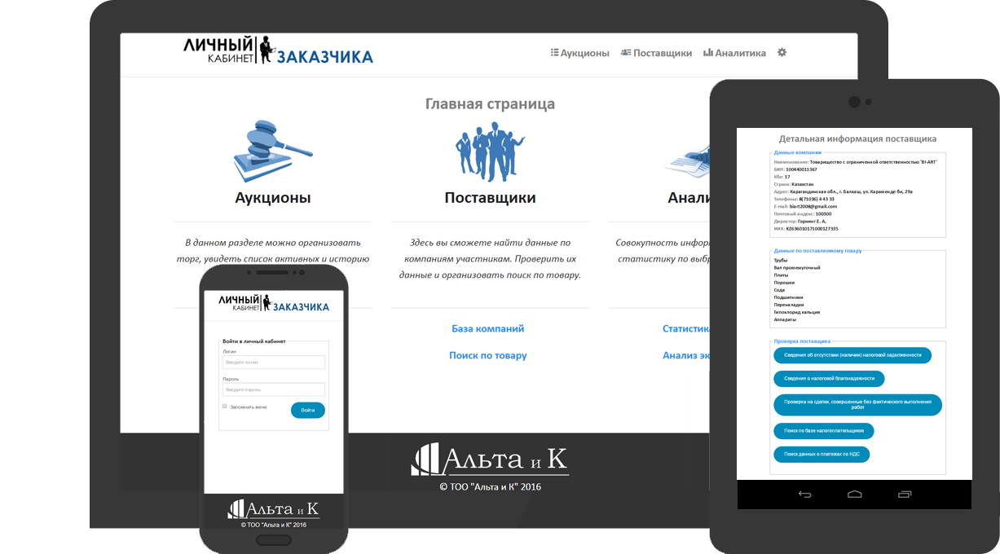 ЛИЧНЫЙ
КАБИНЕТ
ЗАКАЗЧИКА
Аукционы Поставщики Аналитика
Главная страница
Аукционы
Поставщики
Анали
В данном разделе можно организовать
торг, увидеть список активных и историю
Здесь вы сможете найти данные по
компаниям участникам. Проверить их
данные и организовать поиск по товару.
Совокупность информ
статистику по выбр
База компаний
Поиск по товару
Статистика
Анализ эк
Альта и К
© ТОО "Альта и К" 2016
ЛИЧНЫЙ
КАБИНЕТ
ЗАКАЗЧИКА
Войти в личный кабинет
Логин
Введите логин
Пароль
Введите пароль
Запомнить меня
Войти
Альта и К
© ТОО "Альта и К" 2016
Детальная информация поставщика
Данные компании
Наименование: Товарищество с ограниченной ответственностью "BI-ART"
БИН: 100440011367
Кбе: 17
Страна: Казахстан
Адрес: Карагандинская обл., г. Балхаш, ул. Караменде би, 29а
Телефоны: 8(71036) 4 43 33
E-mail: biart2008@gmail.com
Почтовый индекс: 100300
Директор: Горнинг Е. А.
ИИК: KZ636010171000127335
Данные по поставляемому товару
Трубы
Вал промежуточный
Плиты
Порошки
Сода
Подшипники
Переналадки
Гипохлорид кальция
Аппараты
Проверка поставщика
Сведения об отсутствии (наличии) налоговой задолженности
Сведения о налоговой благонадежности
Проверка на сделки, совершенные без фактического выполнения
работ
Поиск по базе налогоплательщиков
Поиск данных о платежах по НДС